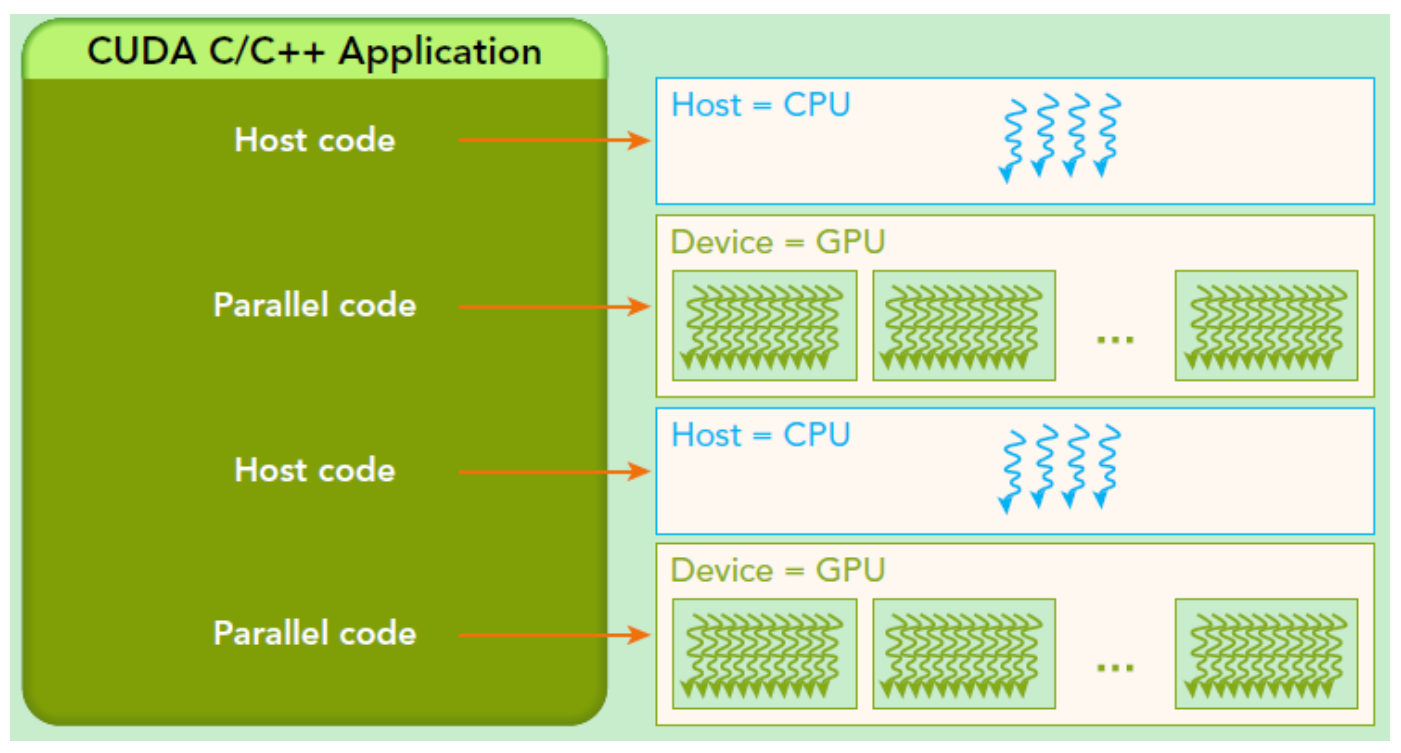 CUDA C/C++ Application
Host code
Host = CPU
Parallel code
Device = GPU
...
Host code
Host = CPU
Parallel code
Device = GPU
...